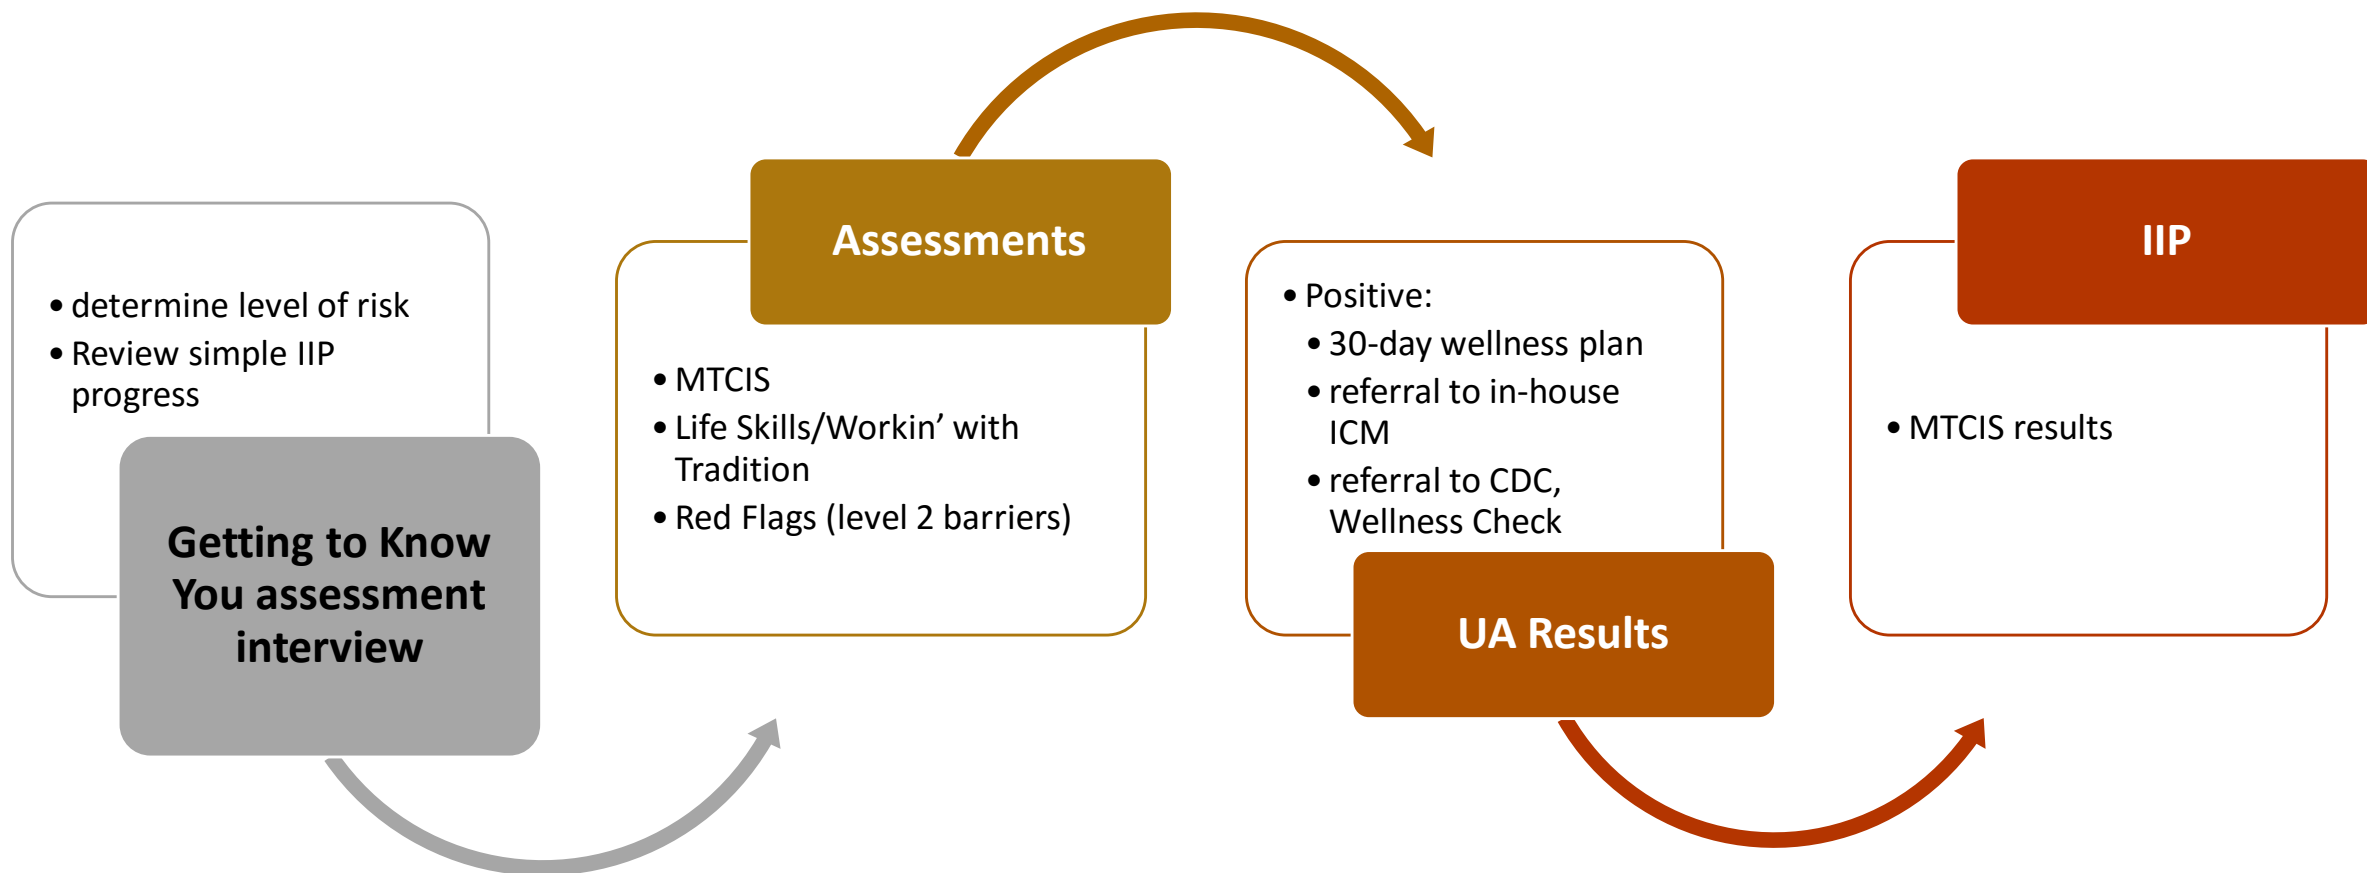 • determine level of risk
• Review simple IIP
progress
Getting to Know
You assessment
interview
Assessments
• MTCIS
• Life Skills/Workin’ with
Tradition
• Red Flags (level 2 barriers)
• Positive:
• 30-day wellness plan
• referral to in-house
ICM
• referral to CDC,
Wellness Check
UA Results
IIP
• MTCIS results